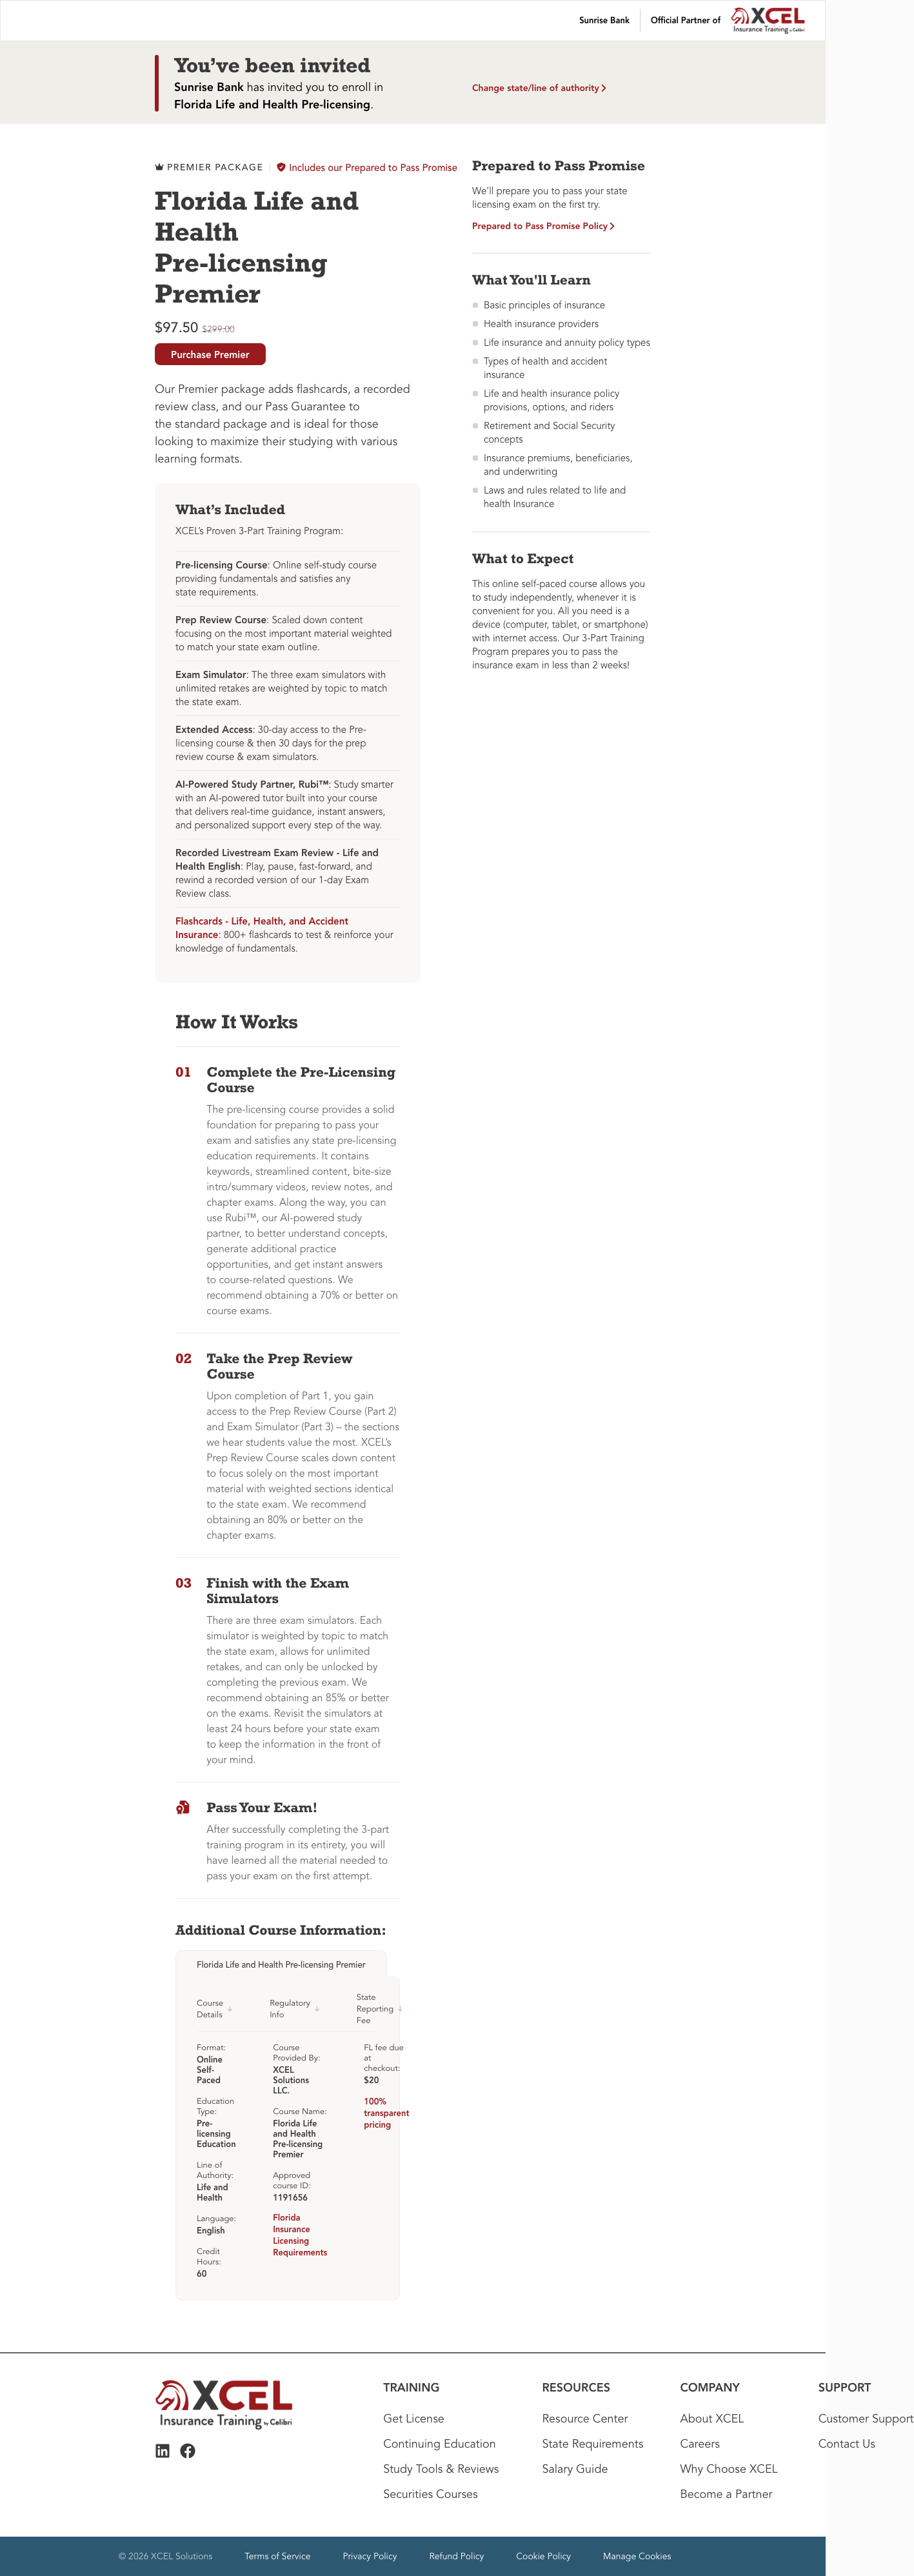 Sunrise Bank
Official Partner of
XCEL
Insurance Training by Calibri
You've been invited
Sunrise Bank has invited you to enroll in
Florida Life and Health Pre-licensing.
Change state/line of authority
PREMIER PACKAGE
Includes our Prepared to Pass Promise
Florida Life and
Health
Pre-licensing
Premier
$97.50 $299.00
Purchase Premier
Our Premier package adds flashcards, a recorded
review class, and our Pass Guarantee to
the standard package and is ideal for those
looking to maximize their studying with various
learning formats.
What's Included
XCEL's Proven 3-Part Training Program:
Pre-licensing Course: Online self-study course
providing fundamentals and satisfies any
state requirements.
Prep Review Course: Scaled down content
focusing on the most important material weighted
to match your state exam outline.
Exam Simulator: The three exam simulators with
unlimited retakes are weighted by topic to match
the state exam.
Extended Access: 30-day access to the Pre-
licensing course & then 30 days for the prep
review course & exam simulators.
AI-Powered Study Partner, Rubi™: Study smarter
with an AI-powered tutor built into your course
that delivers real-time guidance, instant answers,
and personalized support every step of the way.
Recorded Livestream Exam Review - Life and
Health English: Play, pause, fast-forward, and
rewind a recorded version of our 1-day Exam
Review class.
Flashcards - Life, Health, and Accident
Insurance: 800+ flashcards to test & reinforce your
knowledge of fundamentals.
Prepared to Pass Promise
We'll prepare you to pass your state
licensing exam on the first try.
Prepared to Pass Promise Policy
What You'll Learn
Basic principles of insurance
Health insurance providers
Life insurance and annuity policy types
Types of health and accident
insurance
Life and health insurance policy
provisions, options, and riders
Retirement and Social Security
concepts
Insurance premiums, beneficiaries,
and underwriting
Laws and rules related to life and
health Insurance
What to Expect
This online self-paced course allows you
to study independently, whenever it is
convenient for you. All you need is a
device (computer, tablet, or smartphone)
with internet access. Our 3-Part Training
Program prepares you to pass the
insurance exam in less than 2 weeks!
How It Works
01
Complete the Pre-Licensing
Course
The pre-licensing course provides a solid
foundation for preparing to pass your
exam and satisfies any state pre-licensing
education requirements. It contains
keywords, streamlined content, bite-size
intro/summary videos, review notes, and
chapter exams. Along the way, you can
use Rubi™, our AI-powered study
partner, to better understand concepts,
generate additional practice
opportunities, and get instant answers
to course-related questions. We
recommend obtaining a 70% or better on
course exams.
02
Take the Prep Review
Course
Upon completion of Part 1, you gain
access to the Prep Review Course (Part 2)
and Exam Simulator (Part 3) – the sections
we hear students value the most. XCEL's
Prep Review Course scales down content
to focus solely on the most important
material with weighted sections identical
to the state exam. We recommend
obtaining an 80% or better on the
chapter exams.
03
Finish with the Exam
Simulators
There are three exam simulators. Each
simulator is weighted by topic to match
the state exam, allows for unlimited
retakes, and can only be unlocked by
completing the previous exam. We
recommend obtaining an 85% or better
on the exams. Revisit the simulators at
least 24 hours before your state exam
to keep the information in the front of
your mind.
Pass Your Exam!
After successfully completing the 3-part
training program in its entirety, you will
have learned all the material needed to
pass your exam on the first attempt.
Additional Course Information:
Florida Life and Health Pre-licensing Premier
Course
Details
Format:
Online
Self-
Paced
Education
Type:
Pre-
licensing
Education
Line of
Authority:
Life and
Health
Language:
English
Credit
Hours:
60
Regulatory
Info
Course
Provided By:
XCEL
Solutions
LLC.
Course Name:
Florida Life
and Health
Pre-licensing
Premier
Approved
course ID:
1191656
Florida
Insurance
Licensing
Requirements
State
Reporting
Fee
FL fee due
at
checkout:
$20
100%
transparent
pricing
XCEL
Insurance Training by Calibri
TRAINING
Get License
Continuing Education
Study Tools & Reviews
Securities Courses
RESOURCES
Resource Center
State Requirements
Salary Guide
COMPANY
About XCEL
Careers
Why Choose XCEL
Become a Partner
SUPPORT
Customer Support
Contact Us
© 2026 XCEL Solutions
Terms of Service
Privacy Policy
Refund Policy
Cookie Policy
Manage Cookies